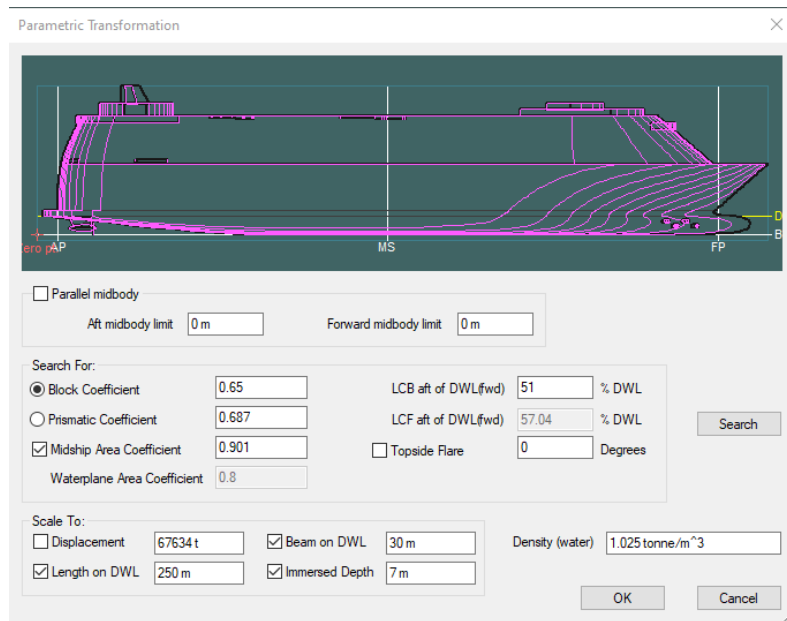 Parametric Transformation
D
B
AP MS FP
Parallel midbody
Aft midbody limit 0 m Forward midbody limit 0 m
Search For:
Block Coefficient 0.65 LCB aft of DWL(fwd) 51 % DWL
Prismatic Coefficient 0.687 LCF aft of DWL(fwd) 57.04 % DWL Search
Midship Area Coefficient 0.901 Topside Flare 0 Degrees
Waterplane Area Coefficient 0.8
Scale To:
Displacement 67634 t Beam on DWL 30 m Density (water) 1.025 tonne/m^3
Length on DWL 250 m Immersed Depth 7 m
OK Cancel